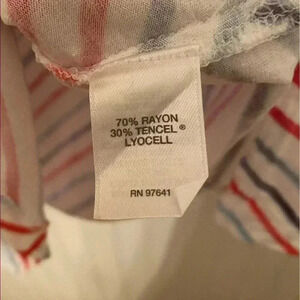 70% RAYON
30% TENCEL®
LYOCELL
RN 97641